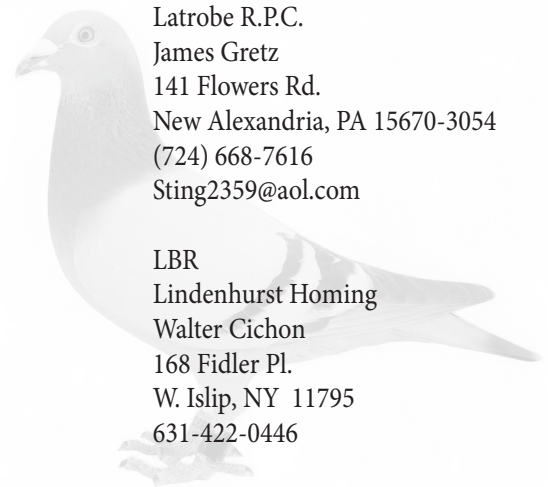 Latrobe R.P.C.
James Gretz
141 Flowers Rd.
New Alexandria, PA 15670-3054
(724) 668-7616
Sting2359@aol.com

LBR
Lindenhurst Homing
Walter Cichon
168 Fidler Pl.
W. Islip, NY  11795
631-422-0446